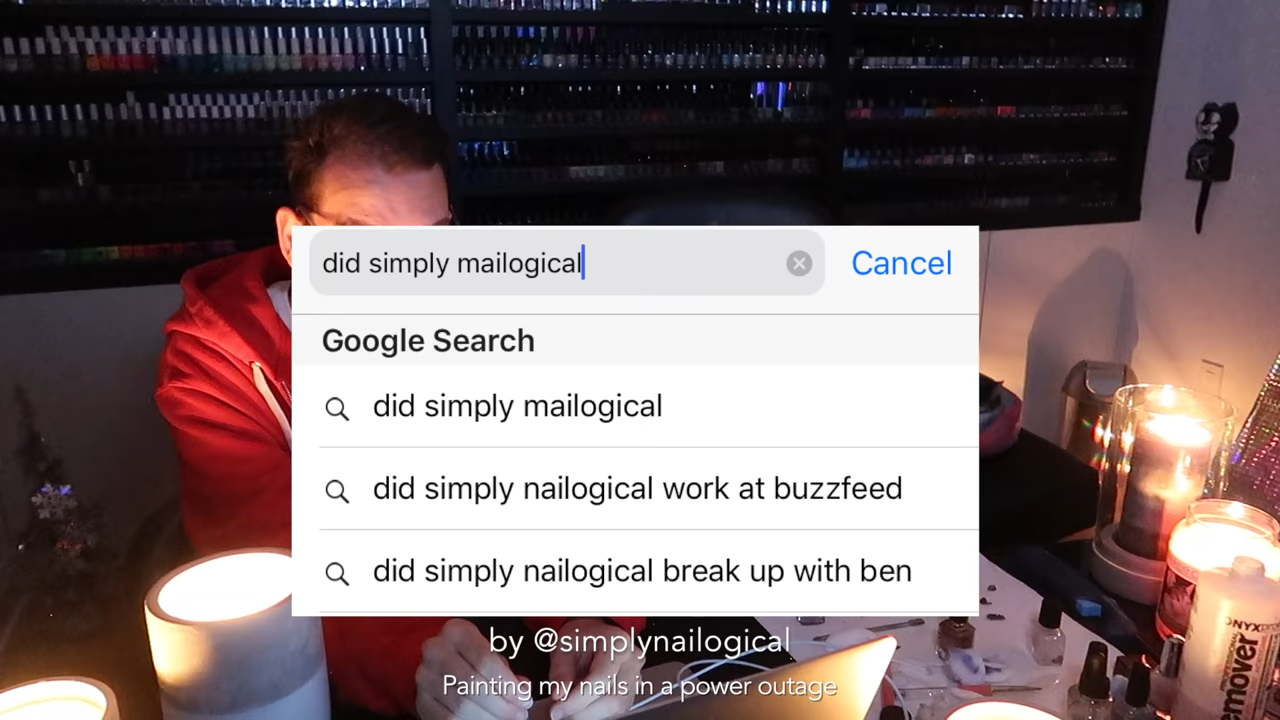 did simply mailogical
Cancel
Google Search
did simply mailogical
did simply nailogical work at buzzfeed
did simply nailogical break up with ben
by @simplynailogical
Painting my nails in a power outage